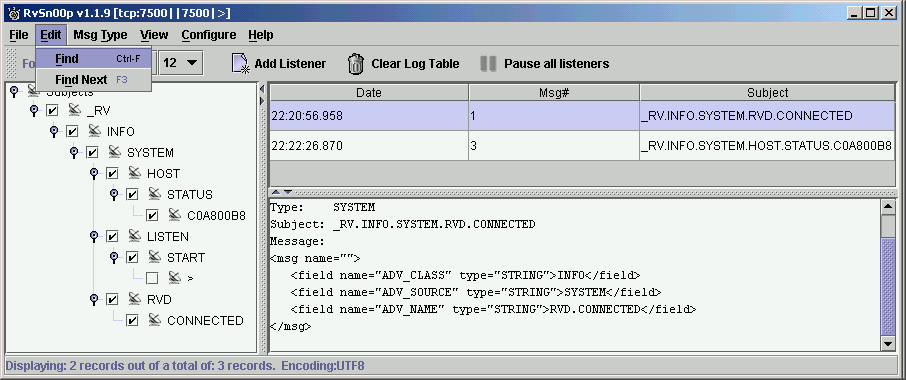 RvSn00p v1.1.9 [tcp:7500||7500|>]
File Edit Msg Type View Configure Help
Fo 12 Add Listener Clear Log Table Pause all listeners
Find Ctrl-F
Find Next F3
Subjects
_RV
INFO
SYSTEM
HOST
STATUS
C0A800B8
LISTEN
START
>
RVD
CONNECTED
Date Msg# Subject
22:20:56.958 1 _RV.INFO.SYSTEM.RVD.CONNECTED
22:22:26.870 3 _RV.INFO.SYSTEM.HOST.STATUS.C0A800B8
Type: SYSTEM
Subject: _RV.INFO.SYSTEM.RVD.CONNECTED
Message:
<msg name="">
<field name="ADV_CLASS" type="STRING">INFO</field>
<field name="ADV_SOURCE" type="STRING">SYSTEM</field>
<field name="ADV_NAME" type="STRING">RVD.CONNECTED</field>
</msg>
Displaying: 2 records out of a total of: 3 records. Encoding:UTF8